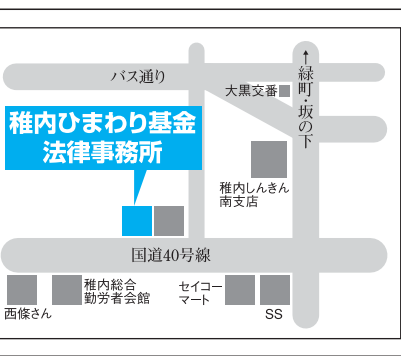 バス通り
大黒交番
↑緑町・坂の下
稚内ひまわり基金
法律事務所
稚内しんきん
南支店
国道40号線
西條さん
稚内総合
勤労者会館
セイコー
マート
SS